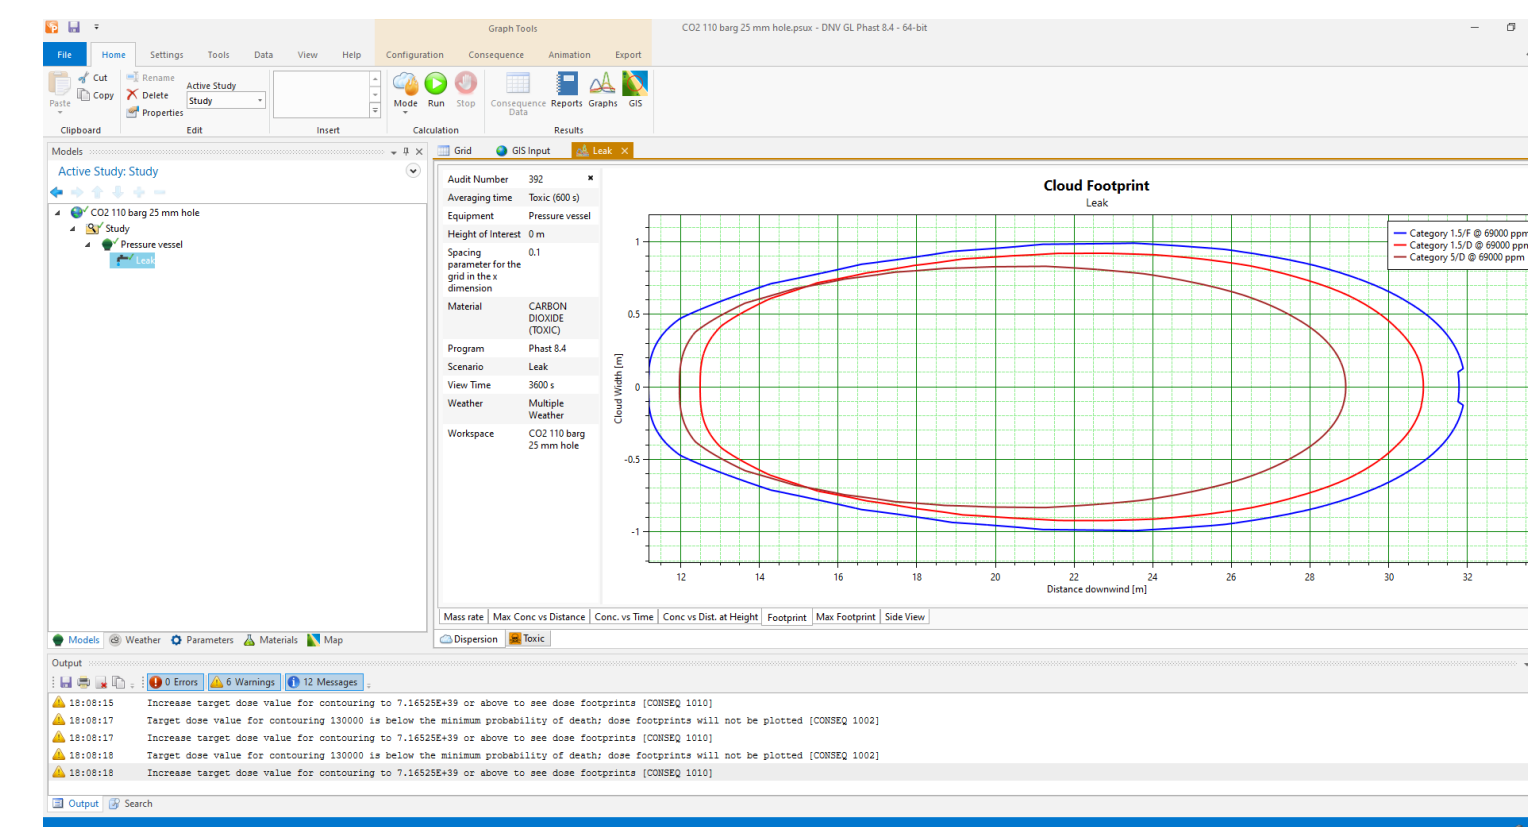 CO2 110 barg 25 mm hole.psux - DNV GL Phast 8.4 - 64-bit
Graph Tools
File Home Settings Tools Data View Help Configuration Consequence Animation Export
Paste Cut Copy
Rename Delete Properties
Active Study
Study
Mode Run Stop
Consequence Data Reports Graphs GIS
Clipboard Edit Insert Calculation Results
Models
Active Study: Study
CO2 110 barg 25 mm hole
Study
Pressure vessel
Leak
Models Weather Parameters Materials Map
Grid GIS Input Leak
Audit Number 392
Averaging time Toxic (600 s)
Equipment Pressure vessel
Height of Interest 0 m
Spacing parameter for the grid in the x dimension 0.1
Material CARBON DIOXIDE (TOXIC)
Program Phast 8.4
Scenario Leak
View Time 3600 s
Weather Multiple Weather
Workspace CO2 110 barg 25 mm hole
Cloud Footprint
Leak
Category 1.5/F @ 69000 ppm
Category 1.5/D @ 69000 ppm
Category 5/D @ 69000 ppm
Cloud Width [m]
1
0.5
0
-0.5
-1
12 14 16 18 20 22 24 26 28 30 32
Distance downwind [m]
Mass rate Max Conc vs Distance Conc. vs Time Conc vs Dist. at Height Footprint Max Footprint Side View
Dispersion Toxic
Output
0 Errors 6 Warnings 12 Messages
18:08:15 Increase target dose value for contouring to 7.16525E+39 or above to see dose footprints [CONSEQ 1010]
18:08:17 Target dose value for contouring 130000 is below the minimum probability of death; dose footprints will not be plotted [CONSEQ 1002]
18:08:17 Increase target dose value for contouring to 7.16525E+39 or above to see dose footprints [CONSEQ 1010]
18:08:18 Target dose value for contouring 130000 is below the minimum probability of death; dose footprints will not be plotted [CONSEQ 1002]
18:08:18 Increase target dose value for contouring to 7.16525E+39 or above to see dose footprints [CONSEQ 1010]
Output Search